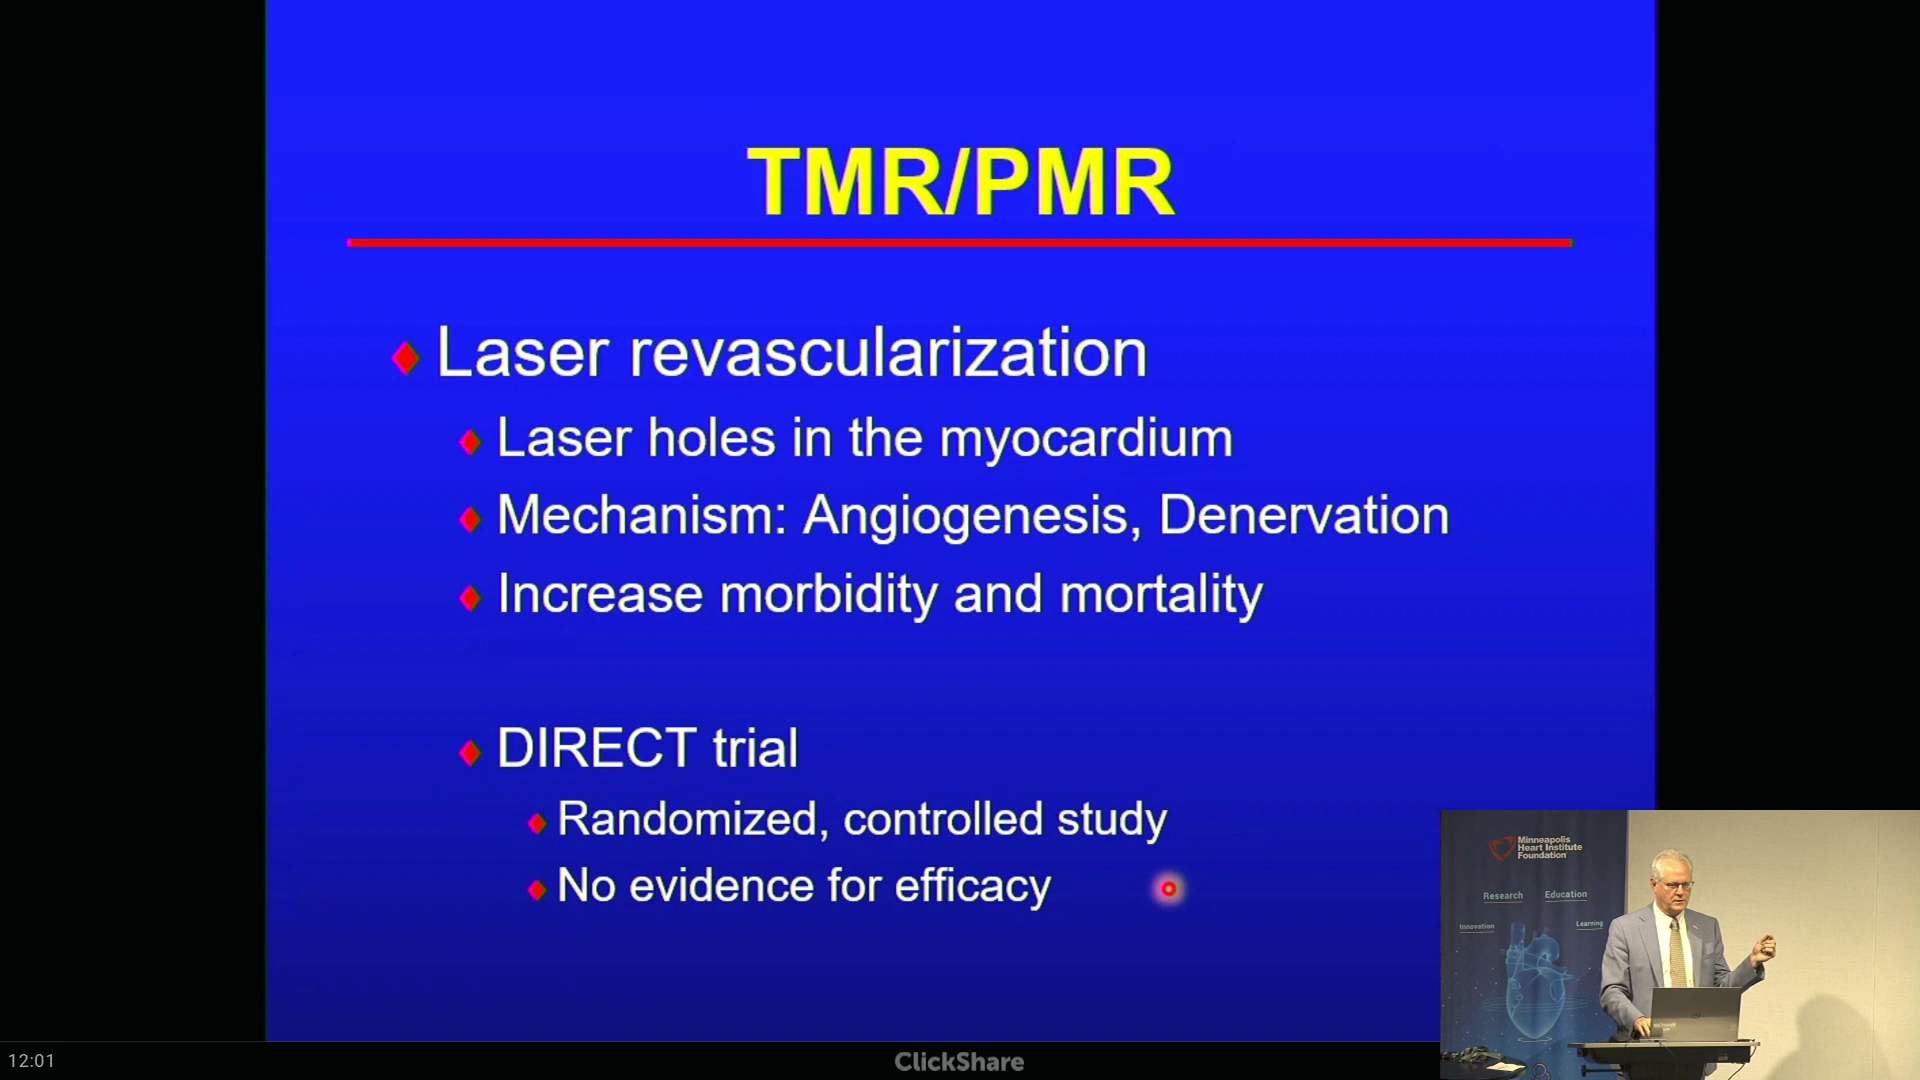 TMR/PMR
Laser revascularization
Laser holes in the myocardium
Mechanism: Angiogenesis, Denervation
Increase morbidity and mortality
DIRECT trial
Randomized, controlled study
No evidence for efficacy
Minneapolis
Heart Institute
Foundation
Research Education
Innovation Learning
12:01
ClickShare